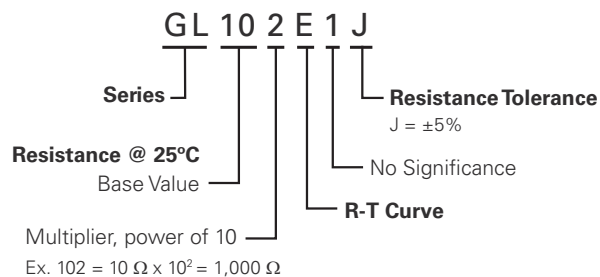 GL 10 2 E 1 J
Series
Resistance Tolerance
J = ±5%
Resistance @ 25ºC
Base Value
No Significance
R-T Curve
Multiplier, power of 10
Ex. 102 = 10 Ω x 10² = 1,000 Ω